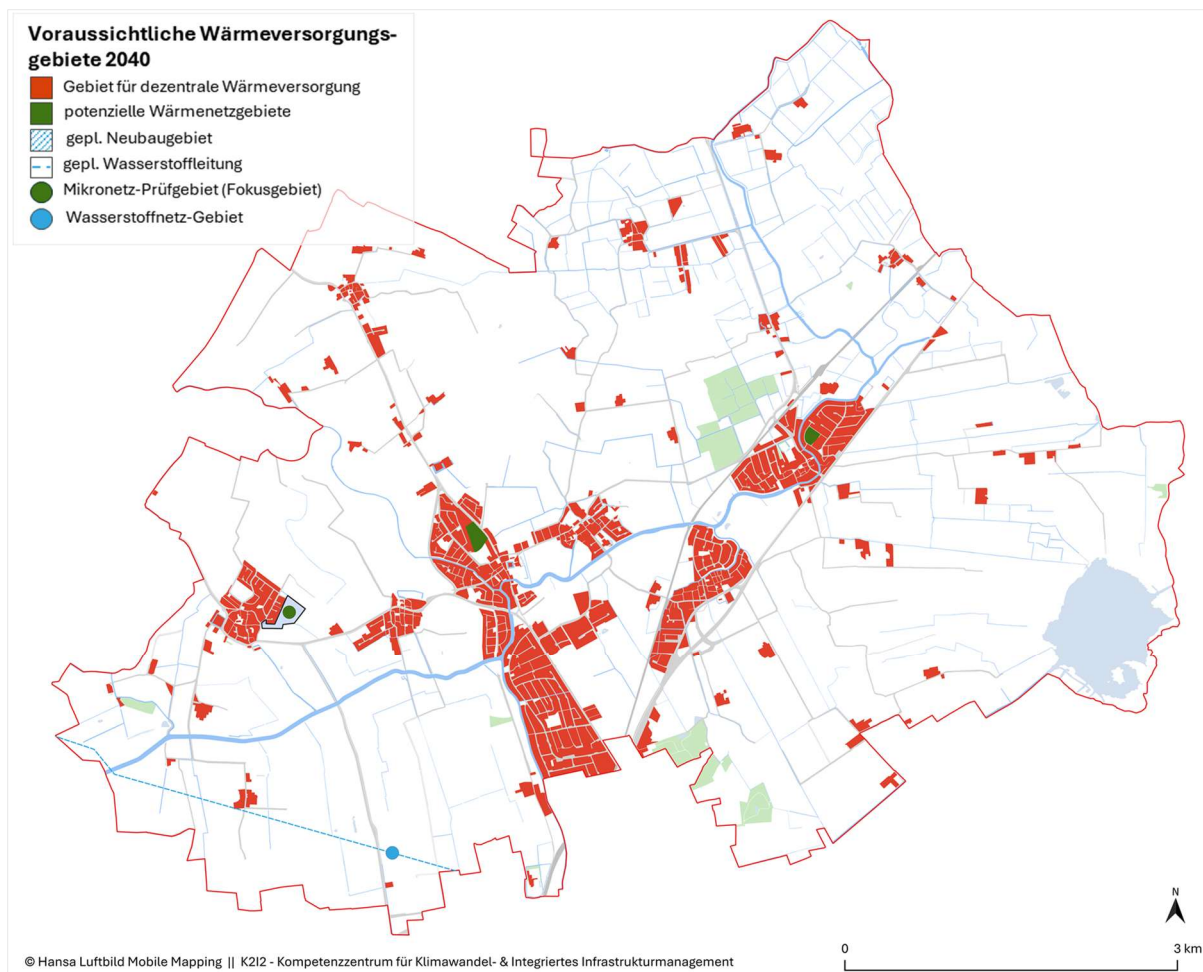 Voraussichtliche Wärmeversorgungs-
gebiete 2040
Gebiet für dezentrale Wärmeversorgung
potenzielle Wärmenetzgebiete
gepl. Neubaugebiet
gepl. Wasserstoffleitung
Mikronetz-Prüfgebiet (Fokusgebiet)
Wasserstoffnetz-Gebiet
N
0 3 km
© Hansa Luftbild Mobile Mapping || K2I2 - Kompetenzzentrum für Klimawandel- & Integriertes Infrastrukturmanagement